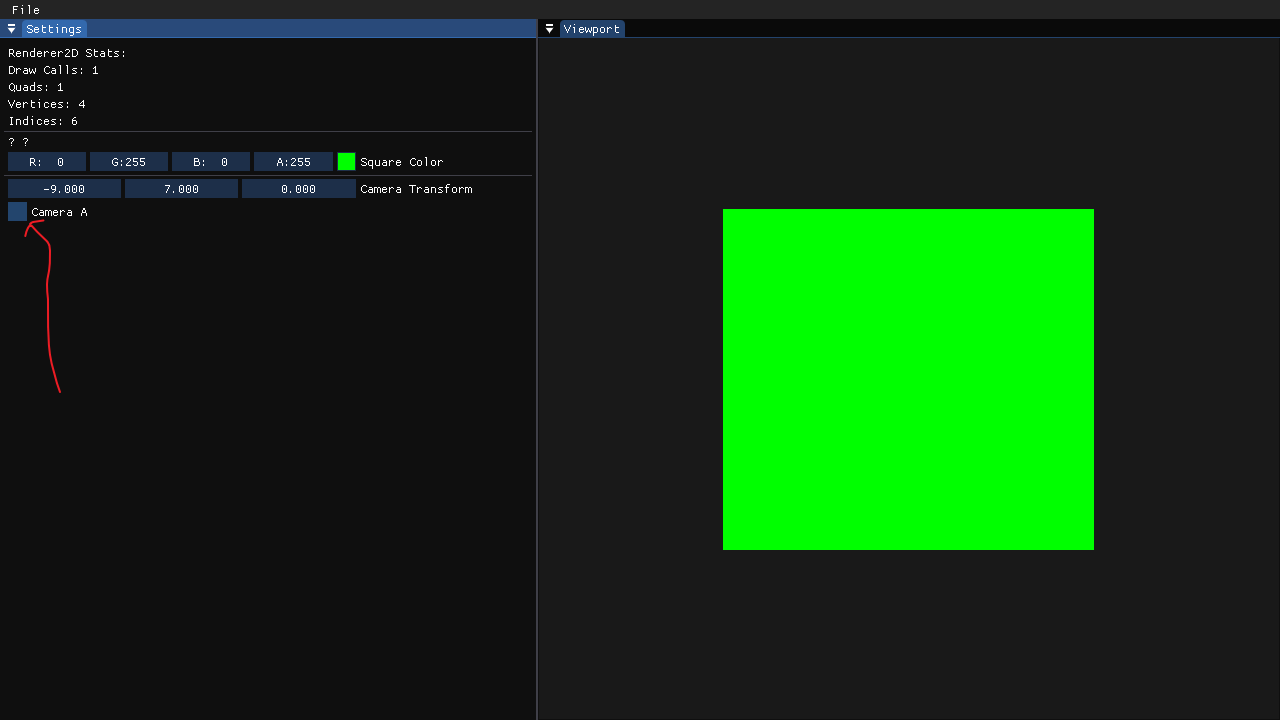 File
Settings
Viewport
Renderer2D Stats:
Draw Calls: 1
Quads: 1
Vertices: 4
Indices: 6
? ?
R: 0 G:255 B: 0 A:255 Square Color
-9.000 7.000 0.000 Camera Transform
Camera A